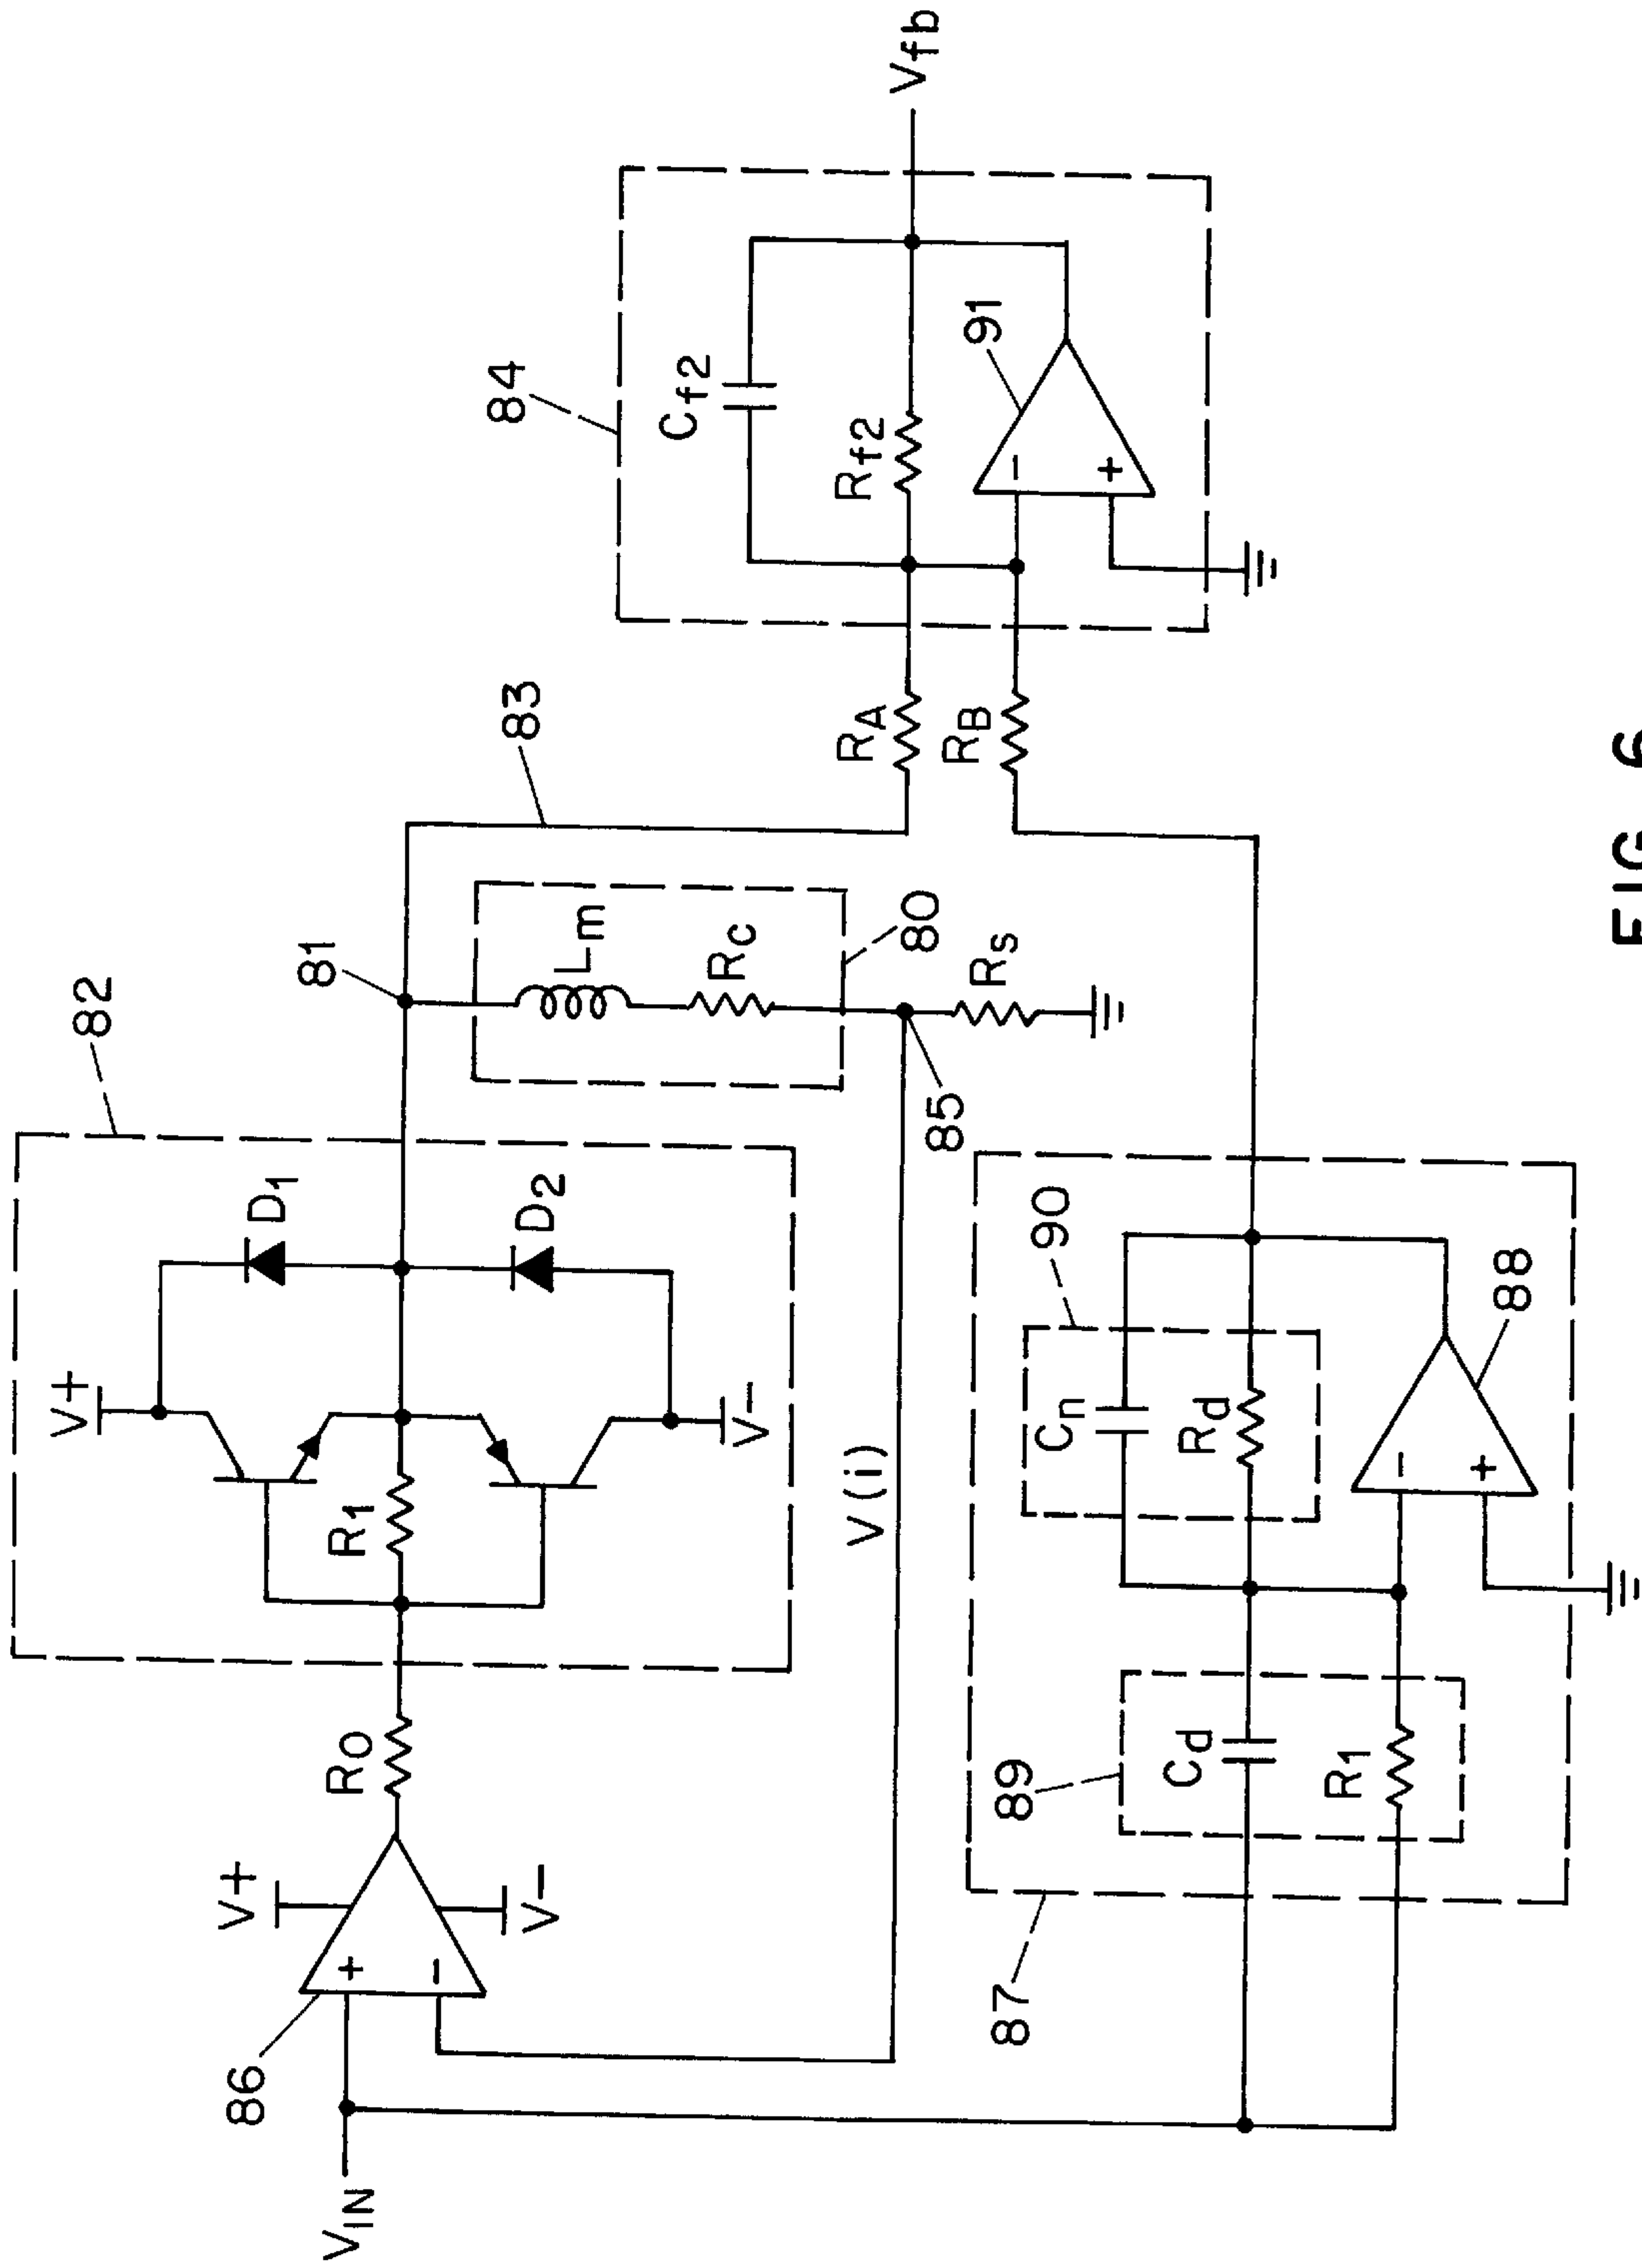 82
V+
D1
R1
D2
V-
81
83
Lm
Rc
80
85
Rs
84
Cf2
Rf2
91
-
+
Vfb
RA
RB
VIN
86
V+
+
-
V-
R0
V(i)
87
89
Cd
R1
90
Cn
Rd
88
-
+
FIG. 6